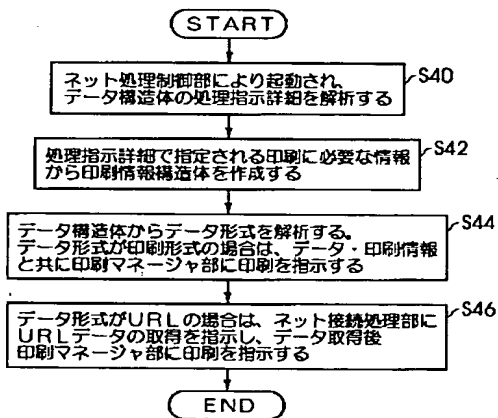 START
ネット処理制御部により起動され、
データ構造体の処理指示詳細を解析する
S40
処理指示詳細で指定される印刷に必要な情報
から印刷情報構造体を作成する
S42
データ構造体からデータ形式を解析する。
データ形式が印刷形式の場合は、データ・印刷情報
と共に印刷マネージャ部に印刷を指示する
S44
データ形式がURLの場合は、ネット接続処理部に
URLデータの取得を指示し、データ取得後
印刷マネージャ部に印刷を指示する
S46
END